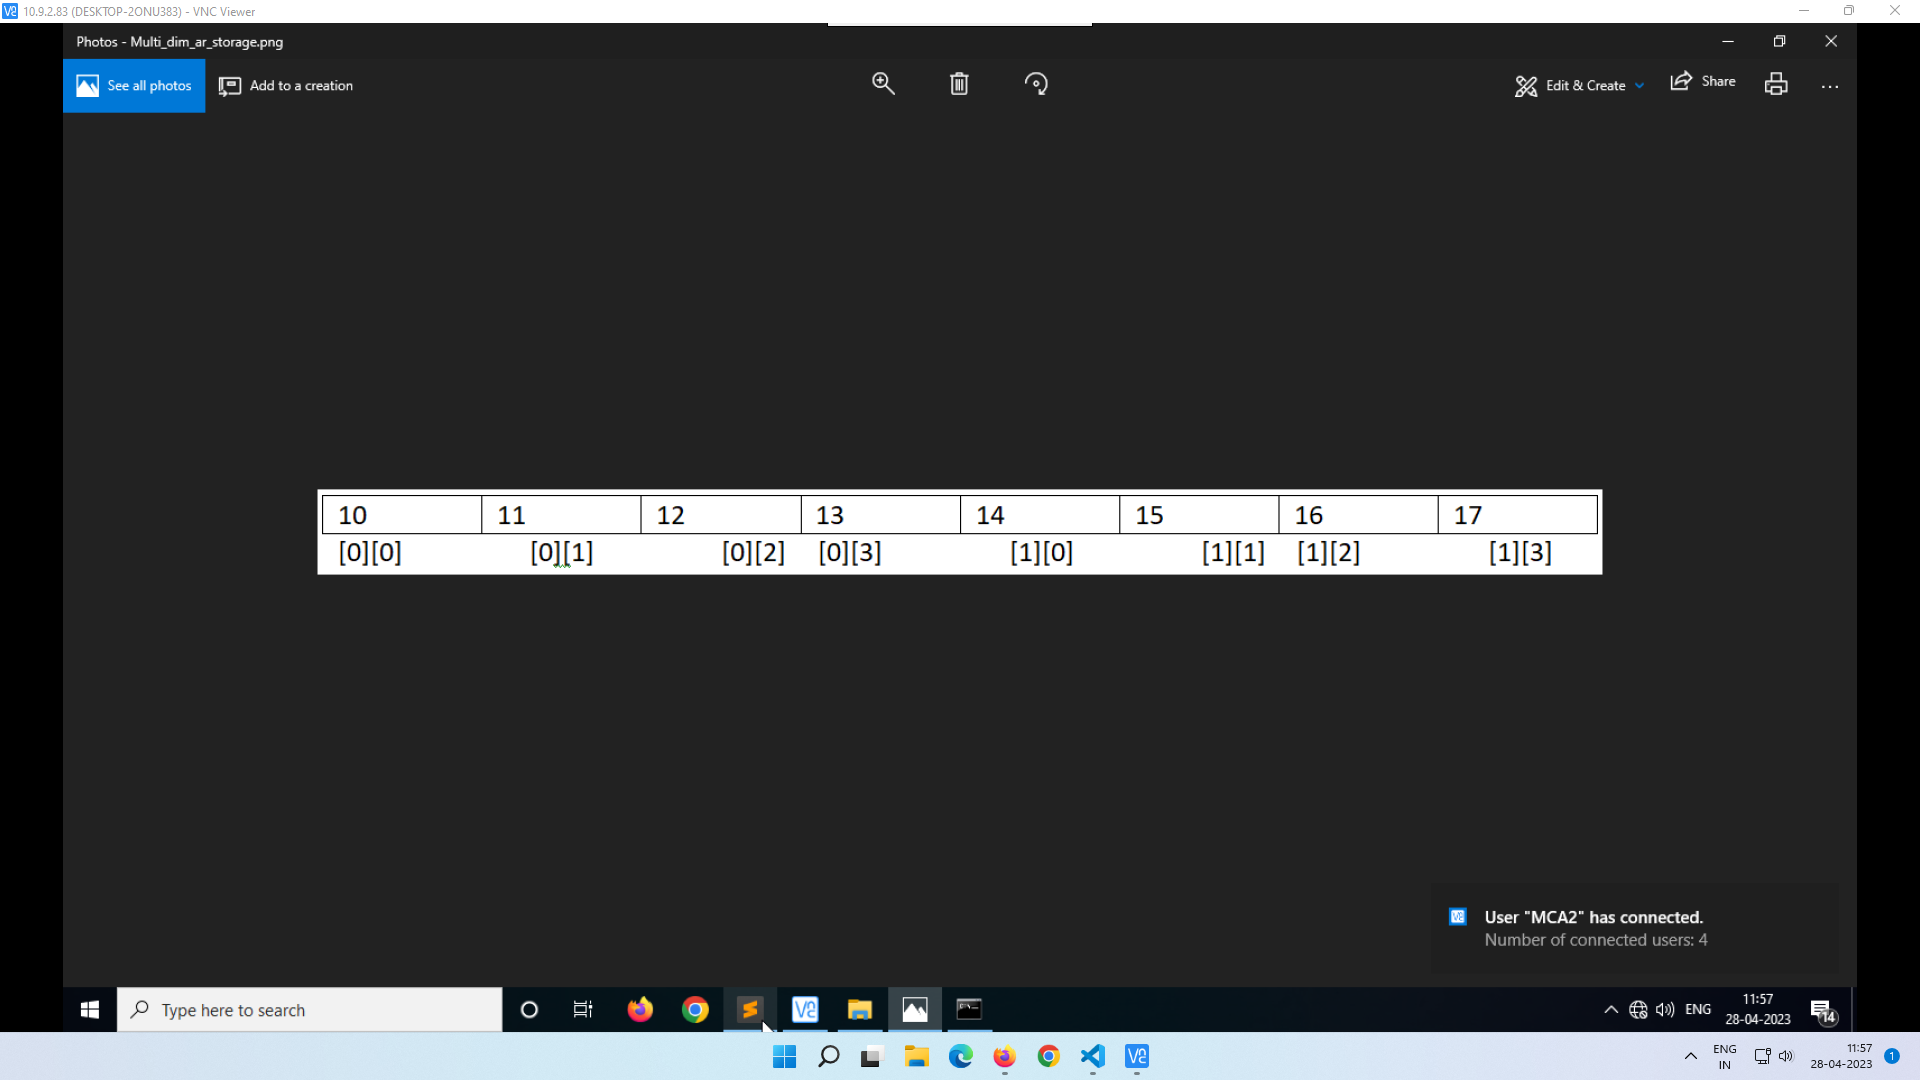 10.9.2.83 (DESKTOP-2ONU383) - VNC Viewer
Photos - Multi_dim_ar_storage.png
See all photos
Add to a creation
Edit & Create
Share
10 11 12 13 14 15 16 17
[0][0] [0][1] [0][2] [0][3] [1][0] [1][1] [1][2] [1][3]
User "MCA2" has connected.
Number of connected users: 4
Type here to search
ENG
11:57
28-04-2023
14
ENG
IN
11:57
28-04-2023
1